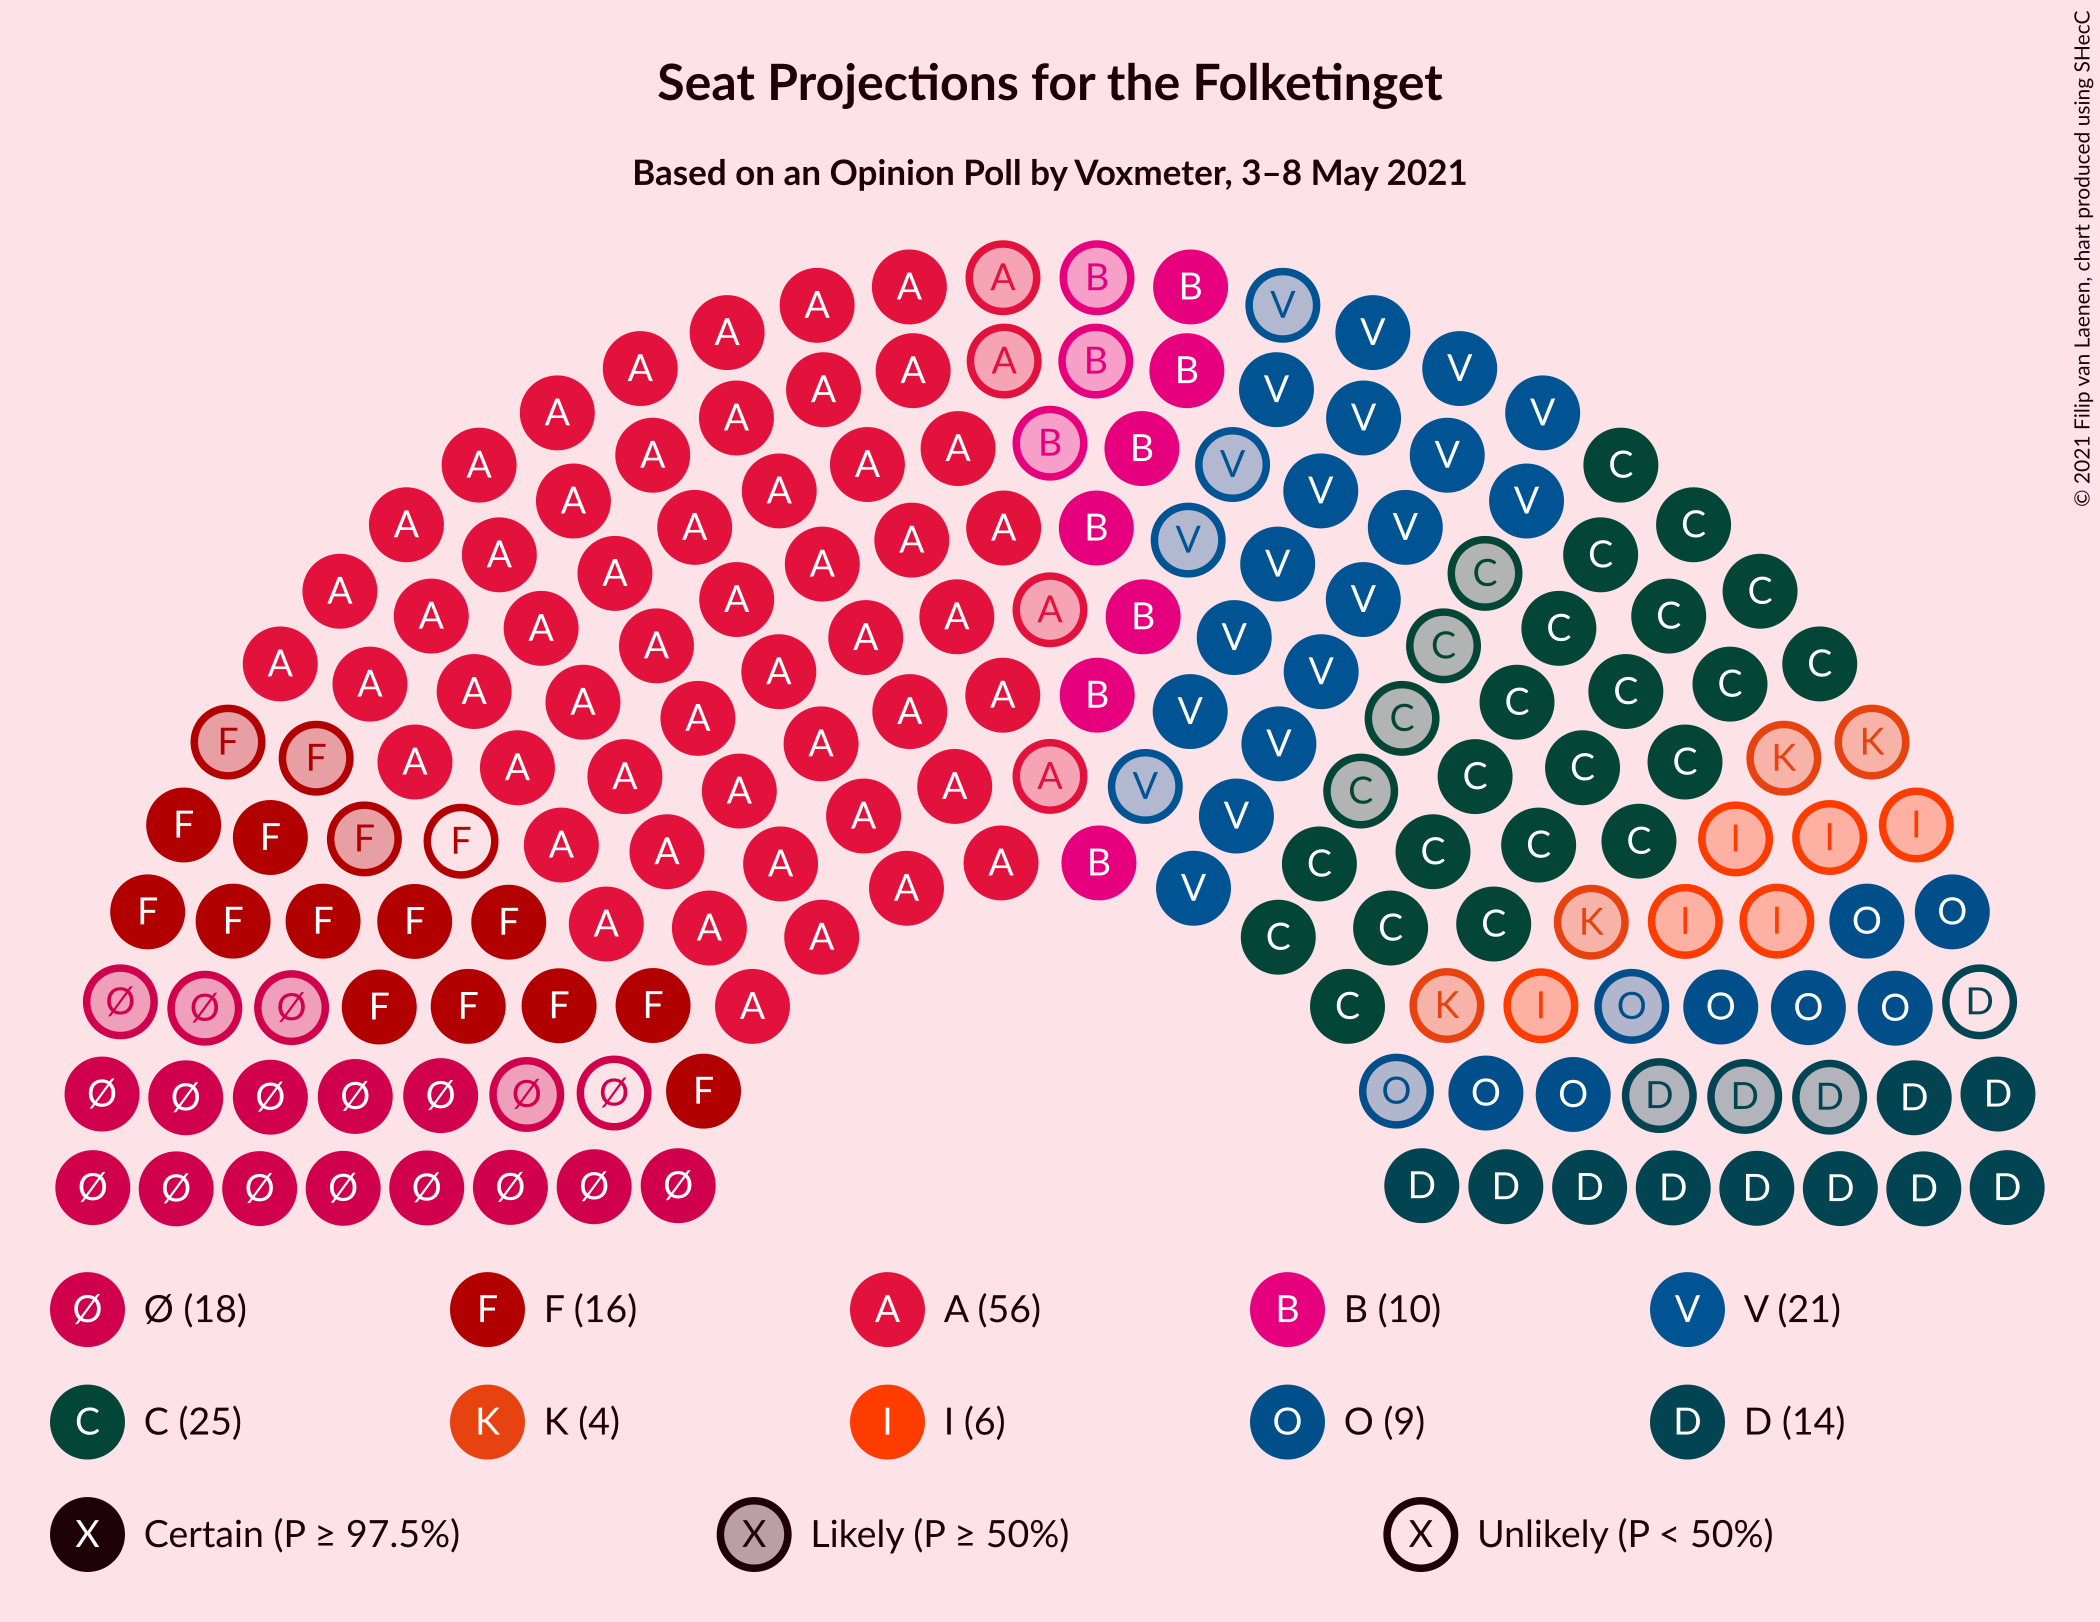 Seat Projections for the Folketinget
Based on an Opinion Poll by Voxmeter, 3–8 May 2021
© 2021 Filip van Laenen, chart produced using SHecC
A A A B B V V V
A A A A B B V V V V
A A A A A B B V V V V C
A A A A A A B V V V V C C
A A A A A A A B V V C C C C
A A A A A A B V V C C C C
F F A A A A A A A V V C C C C K K
F F F F A A A A A A B V C C C C C I I I
F F F F F A A A C C C K I I O O
Ø Ø Ø F F F F A C K I O O O O D
Ø Ø Ø Ø Ø Ø Ø F O O O D D D D D
Ø Ø Ø Ø Ø Ø Ø Ø D D D D D D D D
Ø Ø (18) F F (16) A A (56) B B (10) V V (21)
C C (25) K K (4) I I (6) O O (9) D D (14)
X Certain (P ≥ 97.5%) X Likely (P ≥ 50%) X Unlikely (P < 50%)